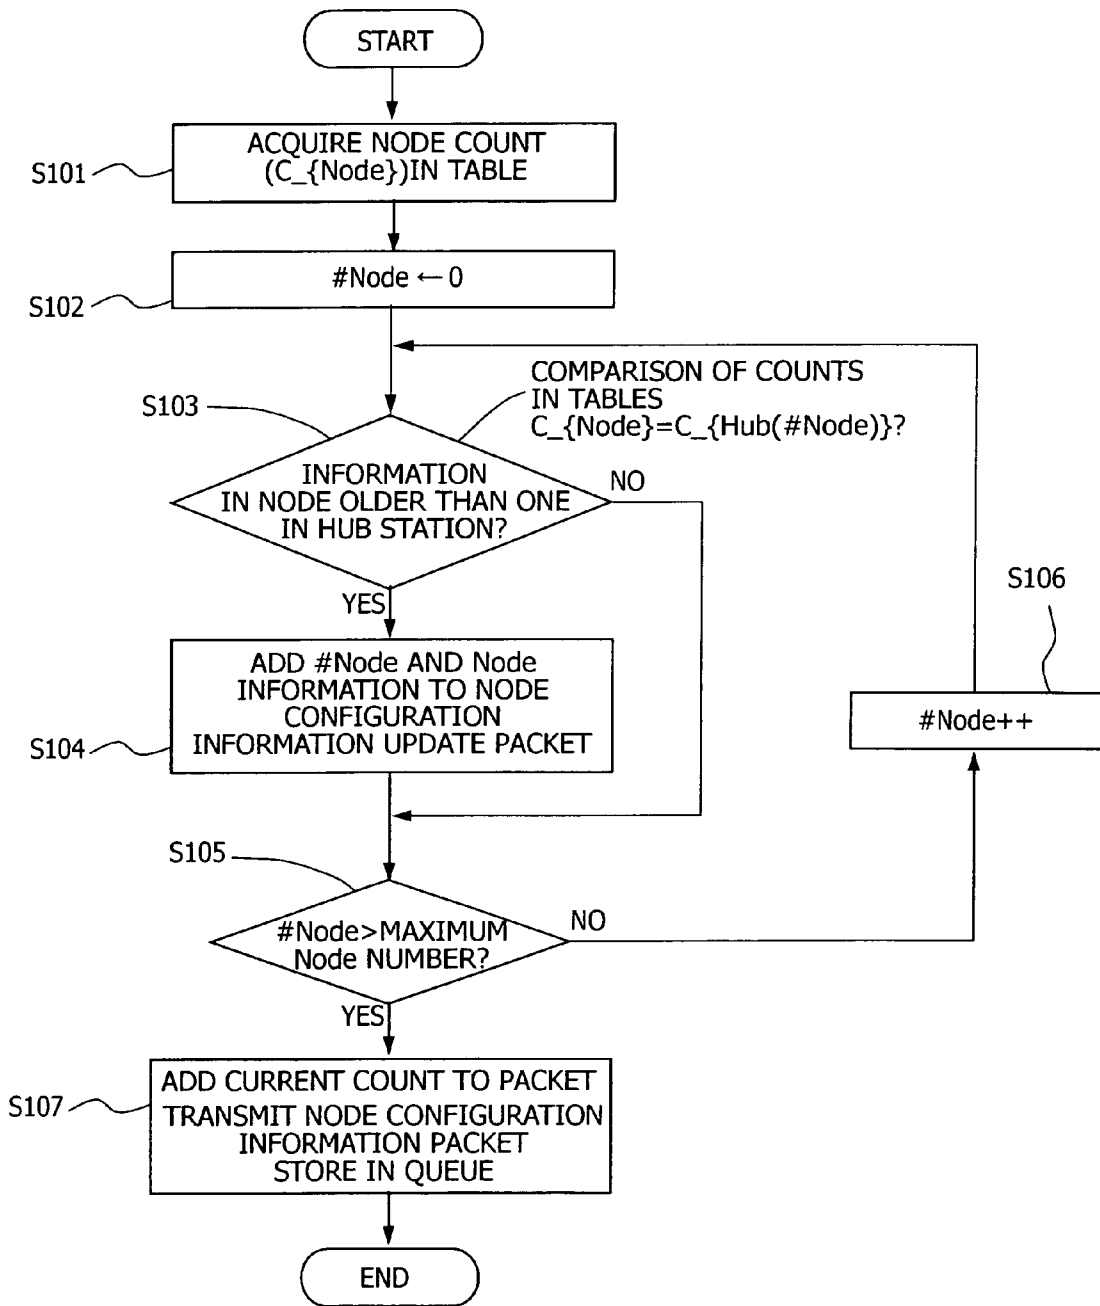 START
ACQUIRE NODE COUNT
(C_{Node})IN TABLE
S101
#Node ← 0
S102
COMPARISON OF COUNTS
IN TABLES
C_{Node}=C_{Hub(#Node)}?
S103
INFORMATION
IN NODE OLDER THAN ONE
IN HUB STATION?
NO
YES
S106
ADD #Node AND Node
INFORMATION TO NODE
CONFIGURATION
INFORMATION UPDATE PACKET
S104
#Node++
S105
#Node>MAXIMUM
Node NUMBER?
NO
YES
ADD CURRENT COUNT TO PACKET
TRANSMIT NODE CONFIGURATION
INFORMATION PACKET
STORE IN QUEUE
S107
END